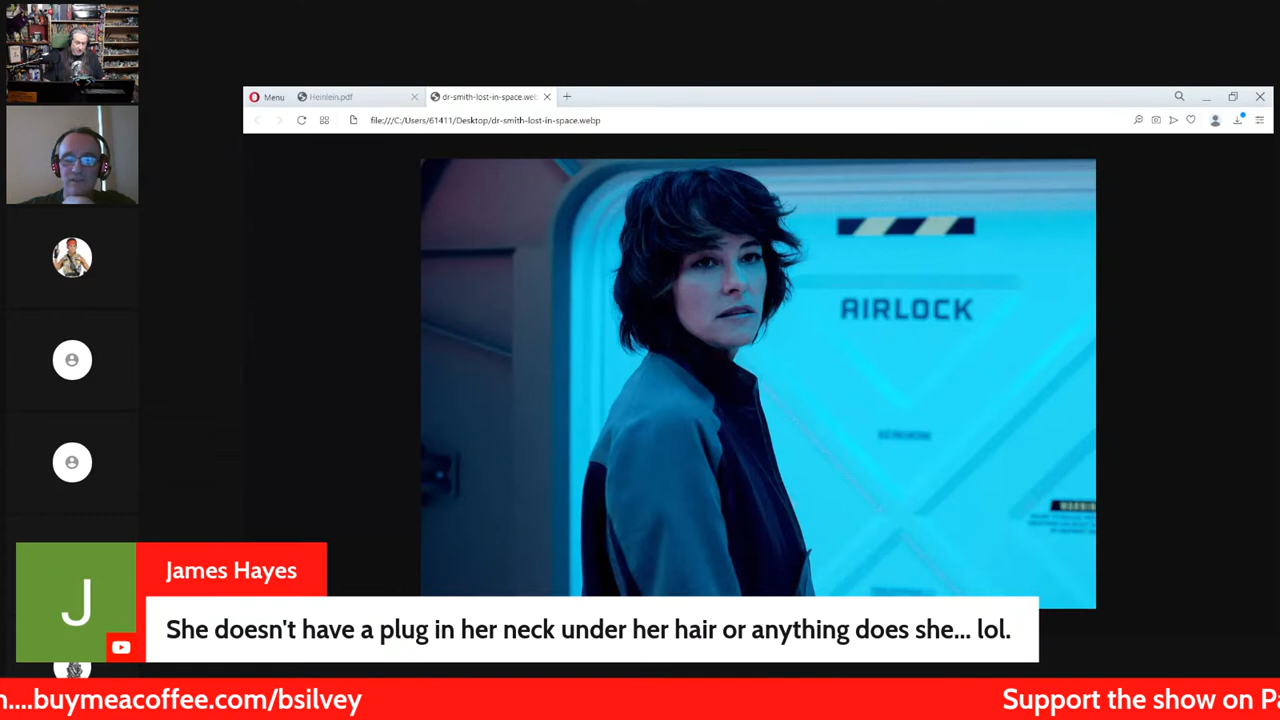 Menu
Heinlein.pdf
dr-smith-lost-in-space.web
file:///C:/Users/61411/Desktop/dr-smith-lost-in-space.webp
AIRLOCK
J
James Hayes
She doesn't have a plug in her neck under her hair or anything does she... lol.
n....buymeacoffee.com/bsilvey
Support the show on Pa